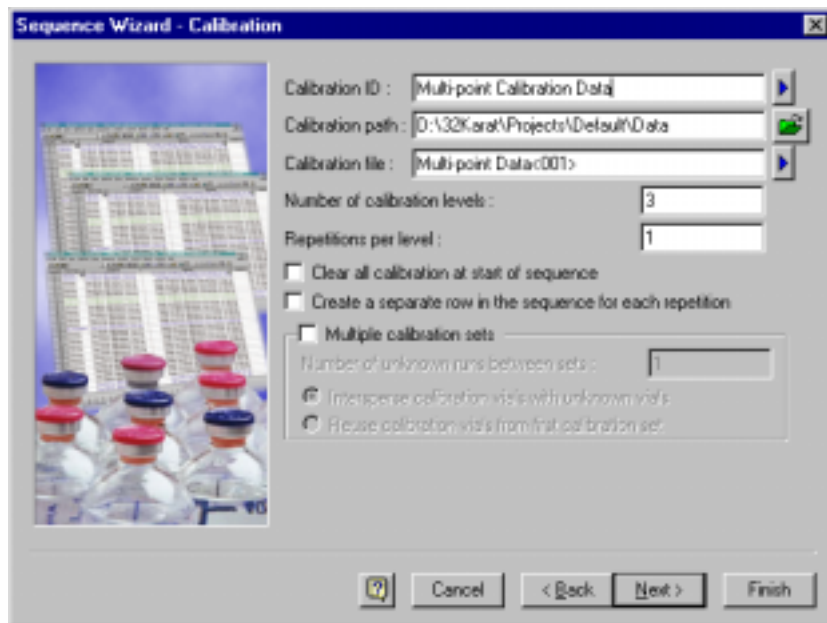 Sequence Wizard - Calibration
Calibration ID : Multi-point Calibration Data
Calibration path : D:\32Karat\Projects\Default\Data
Calibration file : Multi-point Data<001>
Number of calibration levels : 3
Repetitions per level : 1
Clear all calibration at start of sequence
Create a separate row in the sequence for each repetition
Multiple calibration sets
Number of unknown runs between sets : 1
Intersperse calibration vials with unknown vials
Reuse calibration vials from first calibration set
Cancel
< Back
Next >
Finish